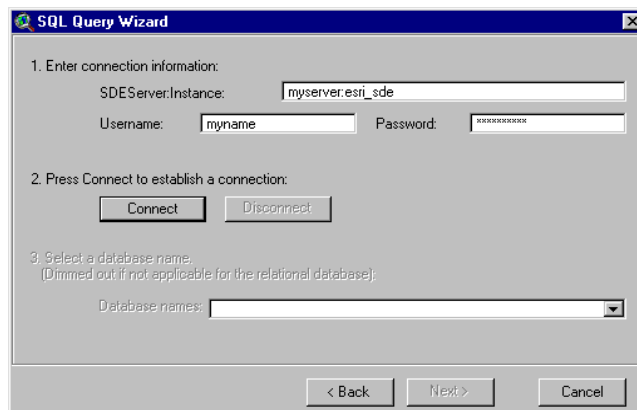 SQL Query Wizard
1. Enter connection information:
SDEServer:Instance: myserver:esri_sde
Username: myname Password: **********
2. Press Connect to establish a connection:
Connect Disconnect
3. Select a database name.
(Dimmed out if not applicable for the relational database):
Database names:
< Back Next > Cancel